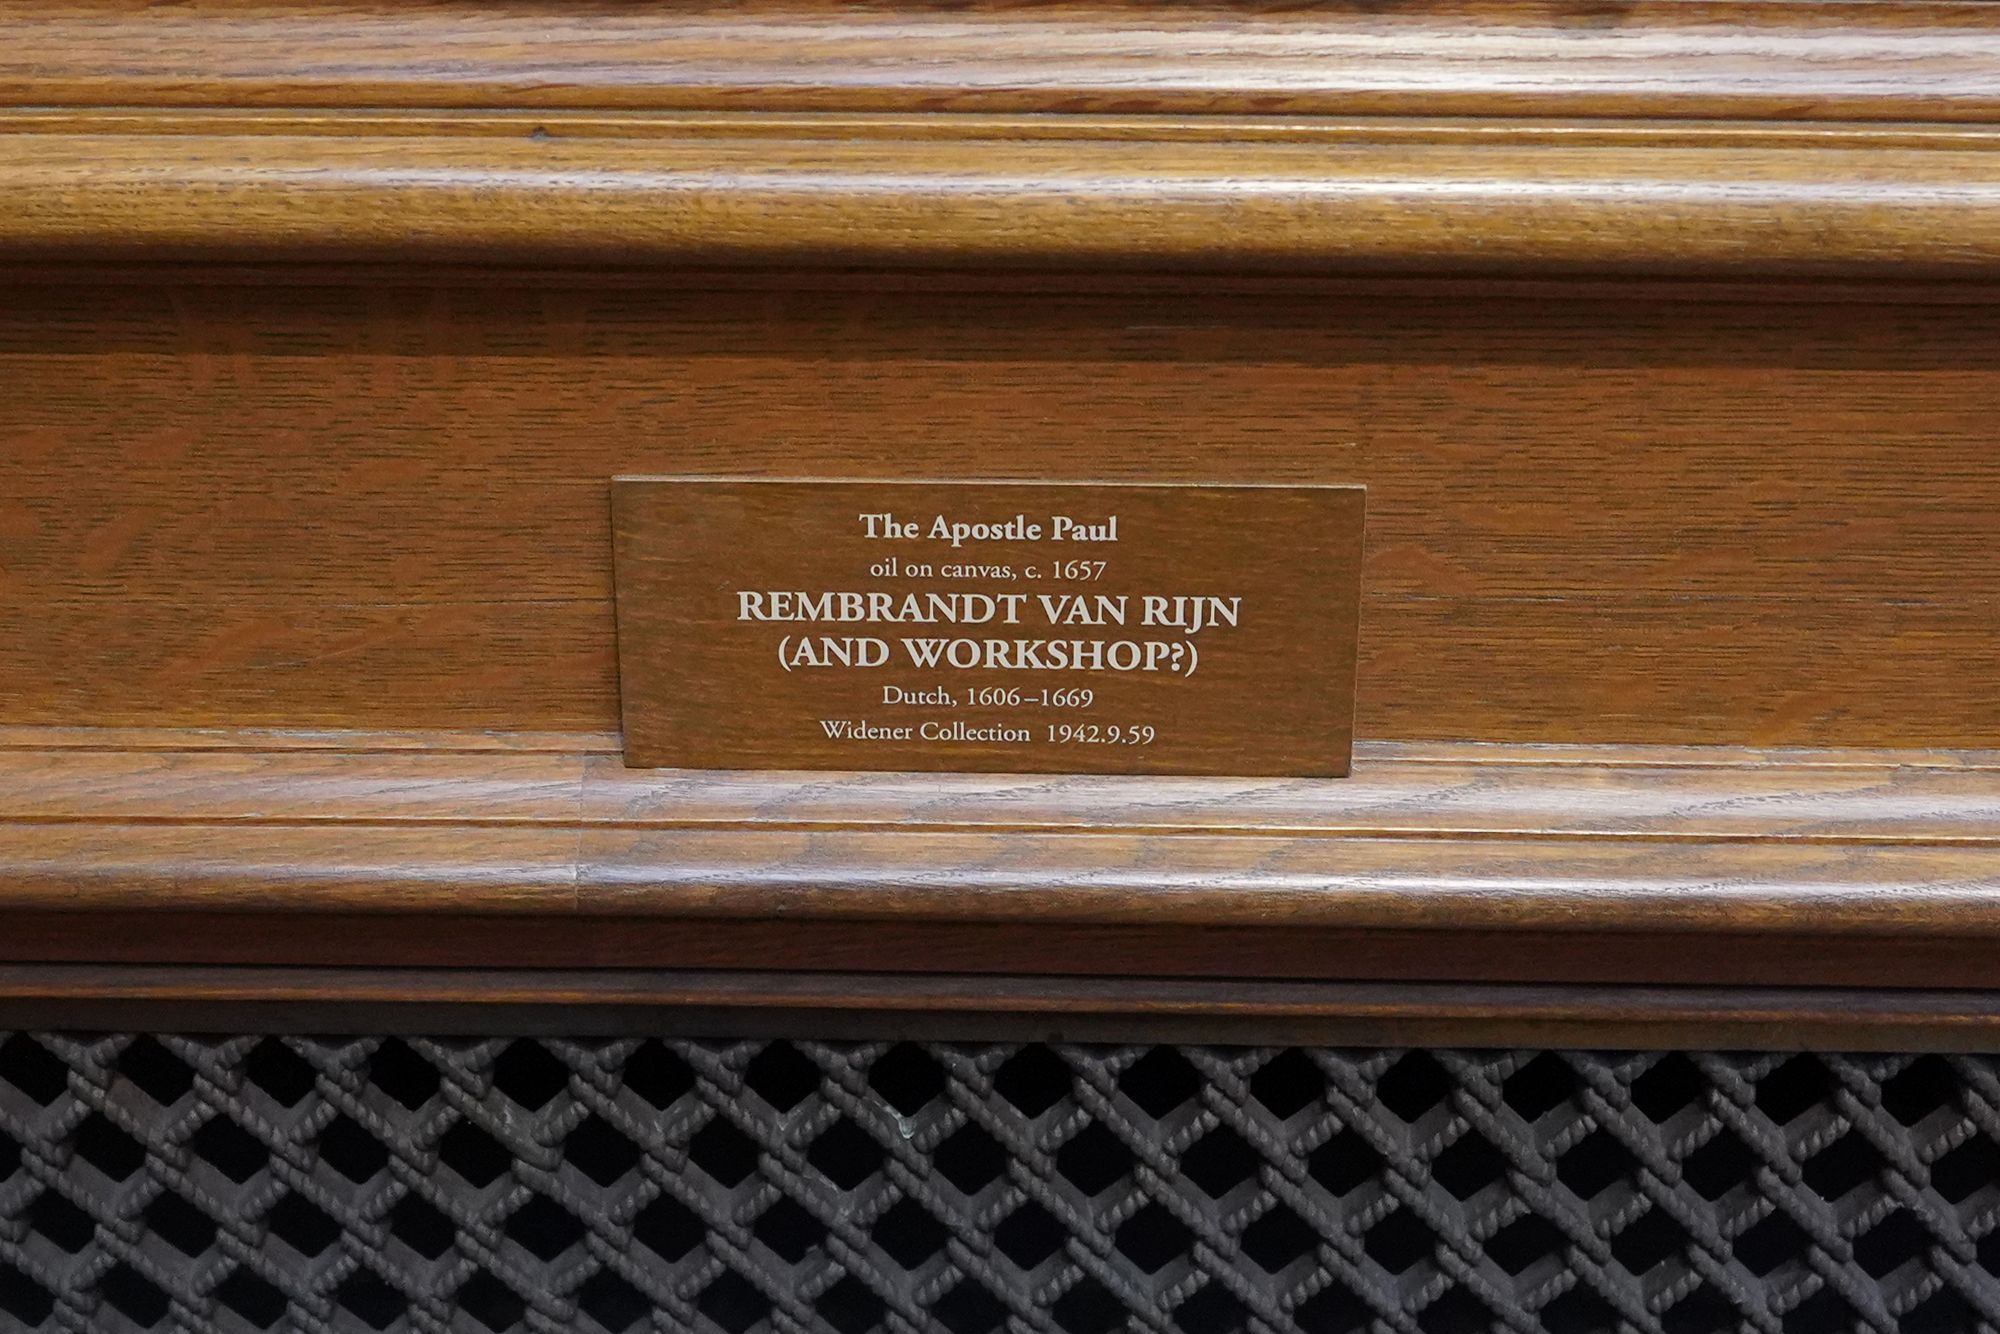 The Apostle Paul
oil on canvas, c. 1657
REMBRANDT VAN RIJN
(AND WORKSHOP?)
Dutch, 1606–1669
Widener Collection 1942.9.59